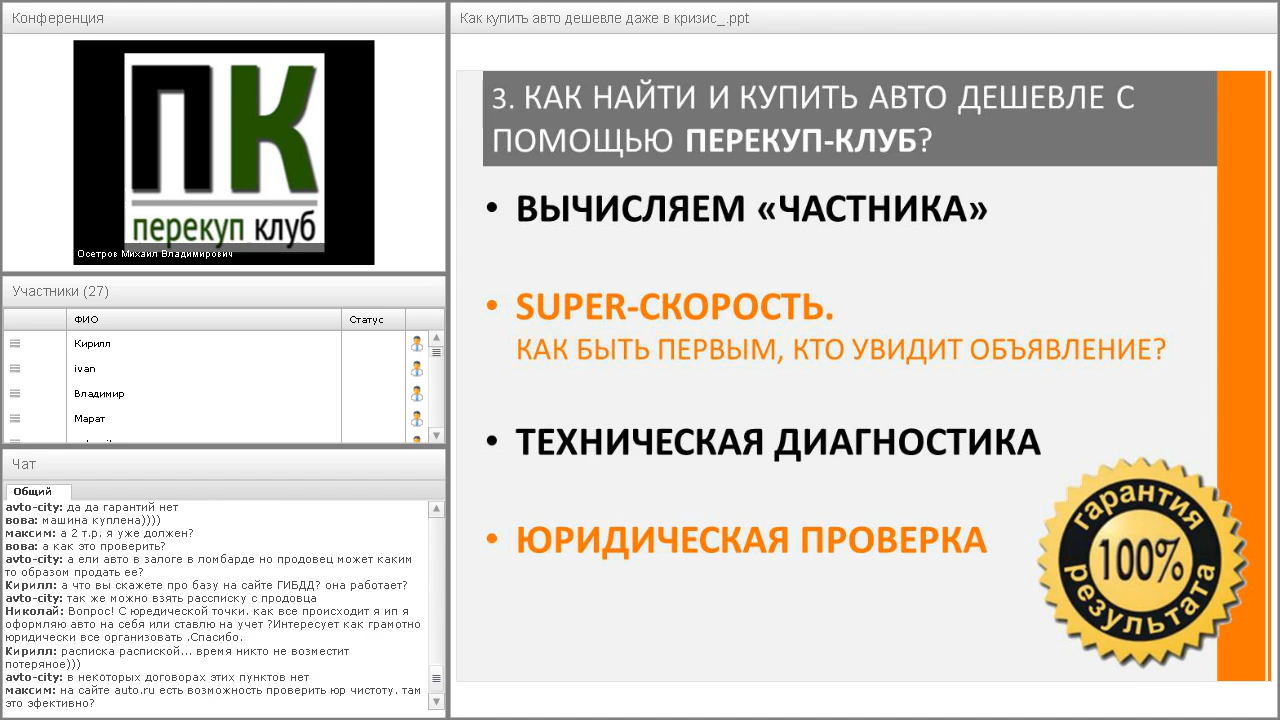 Конференция
ПК
перекуп клуб
Осетров Михаил Владимирович
Участники (27)
ФИО
Статус
Кирилл
ivan
Владимир
Марат
Чат
Общий
avto-city: да да гарантий нет
вова: машина куплена))))
максим: а 2 т.р. я уже должен?
вова: а как это проверить?
avto-city: а ели авто в залоге в ломбарде но продовец может каким
то образом продать ее?
Кирилл: а что вы скажете про базу на сайте ГИБДД? она работает?
avto-city: так же можно взять рассписку с продовца
Николай: Вопрос! С юредической точки. как все происходит я ип я
оформляю авто на себя или ставлю на учет ?Интересует как грамотно
юридически все организовать .Спасибо.
Кирилл: расписка распиской... время никто не возместит
потеряное)))
avto-city: в некоторых договорах этих пунктов нет
максим: на сайте auto.ru есть возможность проверить юр чистоту. там
это эфективно?
Как купить авто дешевле даже в кризис_.ppt
3. КАК НАЙТИ И КУПИТЬ АВТО ДЕШЕВЛЕ С
ПОМОЩЬЮ ПЕРЕКУП-КЛУБ?
• ВЫЧИСЛЯЕМ «ЧАСТНИКА»
• SUPER-СКОРОСТЬ.
КАК БЫТЬ ПЕРВЫМ, КТО УВИДИТ ОБЪЯВЛЕНИЕ?
• ТЕХНИЧЕСКАЯ ДИАГНОСТИКА
• ЮРИДИЧЕСКАЯ ПРОВЕРКА
гарантия
100%
результата